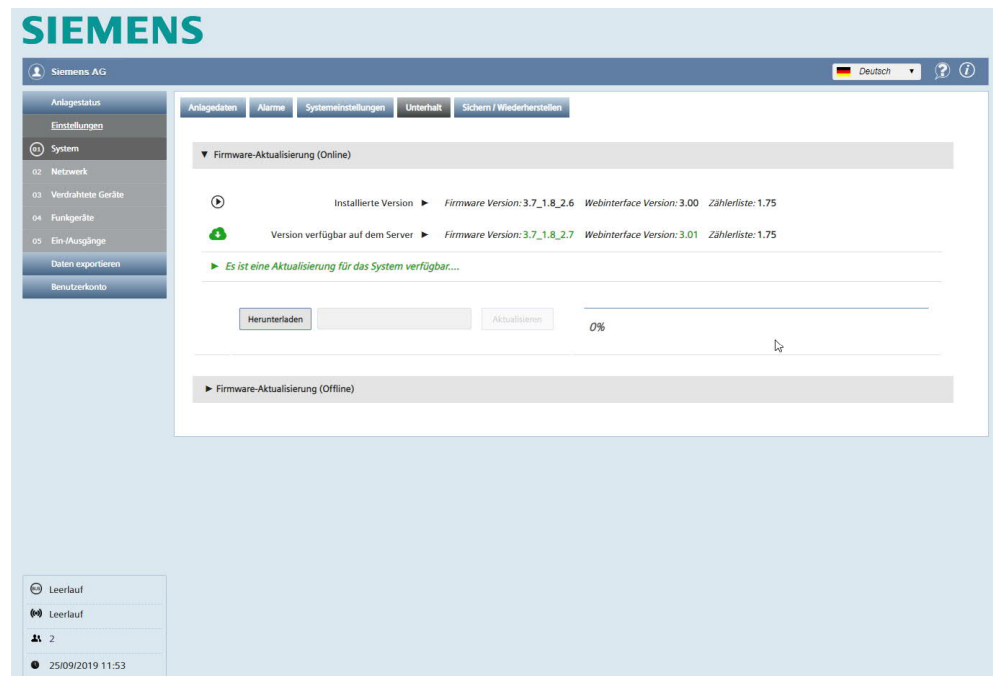 SIEMENS
Siemens AG
Deutsch
Anlagestatus
Einstellungen
01 System
02 Netzwerk
03 Verdrahtete Geräte
04 Funkgeräte
05 Ein-/Ausgänge
Daten exportieren
Benutzerkonto
Anlagedaten Alarme Systemeinstellungen Unterhalt Sichern / Wiederherstellen
▼ Firmware-Aktualisierung (Online)
Installierte Version ► Firmware Version: 3.7_1.8_2.6 Webinterface Version: 3.00 Zählerliste: 1.75
Version verfügbar auf dem Server ► Firmware Version: 3.7_1.8_2.7 Webinterface Version: 3.01 Zählerliste: 1.75
► Es ist eine Aktualisierung für das System verfügbar....
Herunterladen Aktualisieren
0%
► Firmware-Aktualisierung (Offline)
Leerlauf
Leerlauf
2
25/09/2019 11:53